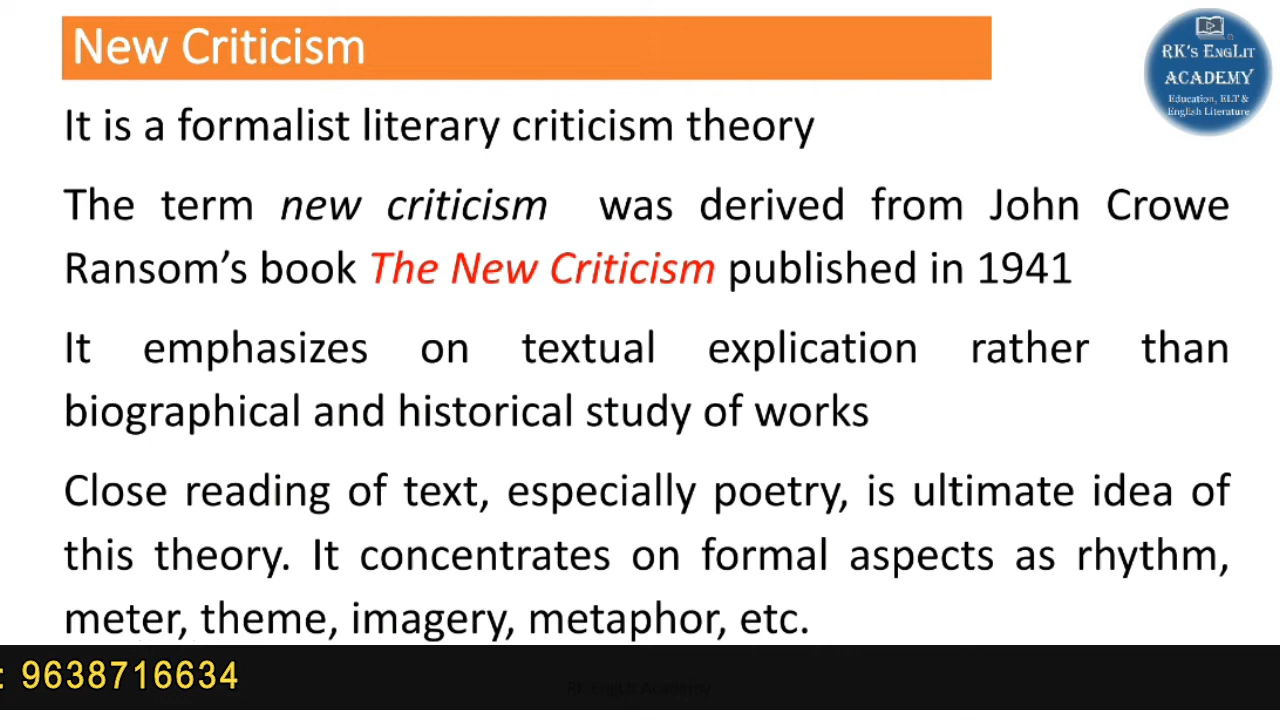 New Criticism
RK's EngLit
Academy
Education, ELT &
English Literature
It is a formalist literary criticism theory
The term new criticism was derived from John Crowe
Ransom's book The New Criticism published in 1941
It emphasizes on textual explication rather than
biographical and historical study of works
Close reading of text, especially poetry, is ultimate idea of
this theory. It concentrates on formal aspects as rhythm,
meter, theme, imagery, metaphor, etc.
: 9638716634
RK EngLit Academy